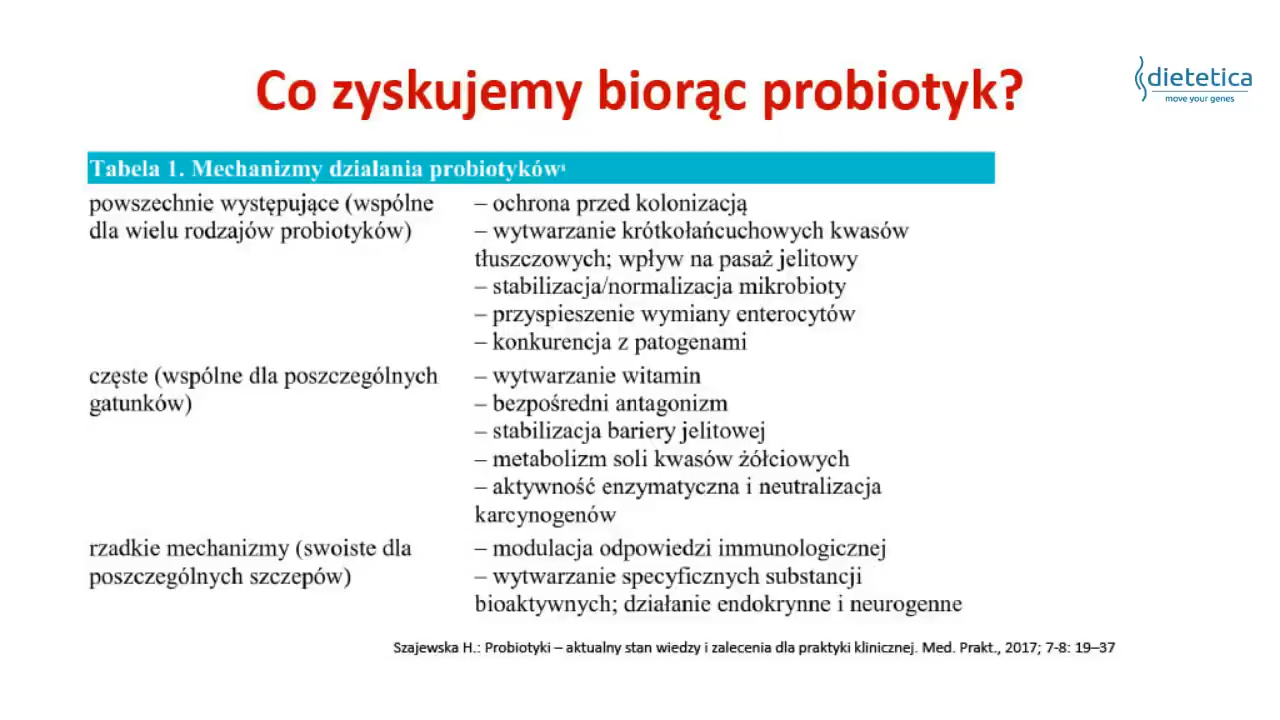 Co zyskujemy biorąc probiotyk?
dietetica
move your genes
Tabela 1. Mechanizmy działania probiotyków⁶
powszechnie występujące (wspólne
dla wielu rodzajów probiotyków)
– ochrona przed kolonizacją
– wytwarzanie krótkołańcuchowych kwasów
tłuszczowych; wpływ na pasaż jelitowy
– stabilizacja/normalizacja mikrobioty
– przyspieszenie wymiany enterocytów
– konkurencja z patogenami
częste (wspólne dla poszczególnych
gatunków)
– wytwarzanie witamin
– bezpośredni antagonizm
– stabilizacja bariery jelitowej
– metabolizm soli kwasów żółciowych
– aktywność enzymatyczna i neutralizacja
karcynogenów
rzadkie mechanizmy (swoiste dla
poszczególnych szczepów)
– modulacja odpowiedzi immunologicznej
– wytwarzanie specyficznych substancji
bioaktywnych; działanie endokrynne i neurogenne
Szajewska H.: Probiotyki – aktualny stan wiedzy i zalecenia dla praktyki klinicznej. Med. Prakt., 2017; 7-8: 19–37